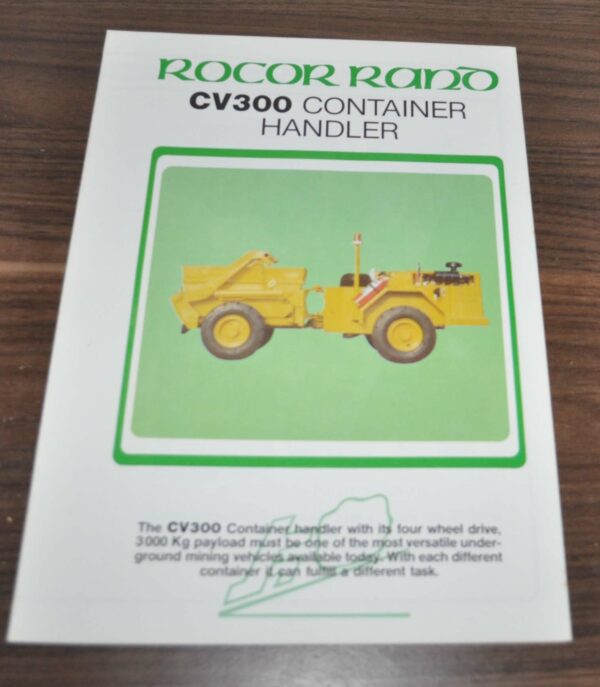 ROCOR RAND
CV300 CONTAINER
HANDLER
The CV300 Container handler with its four wheel drive,
3000 Kg payload must be one of the most versatile under-
ground mining vehicles available today. With each different
container it can fulfill a different task.